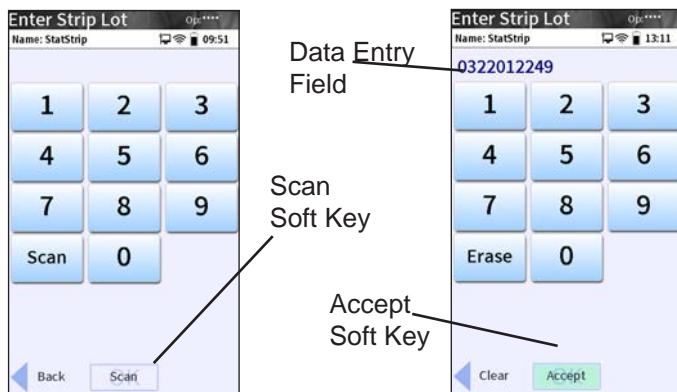 Enter Strip Lot Op: ****
Name: StatStrip 09:51
1 2 3
4 5 6
7 8 9
Scan 0
Back Scan
Data Entry
Field
Scan
Soft Key
Accept
Soft Key
Enter Strip Lot Op: ****
Name: StatStrip 13:11
0322012249
1 2 3
4 5 6
7 8 9
Erase 0
Clear Accept